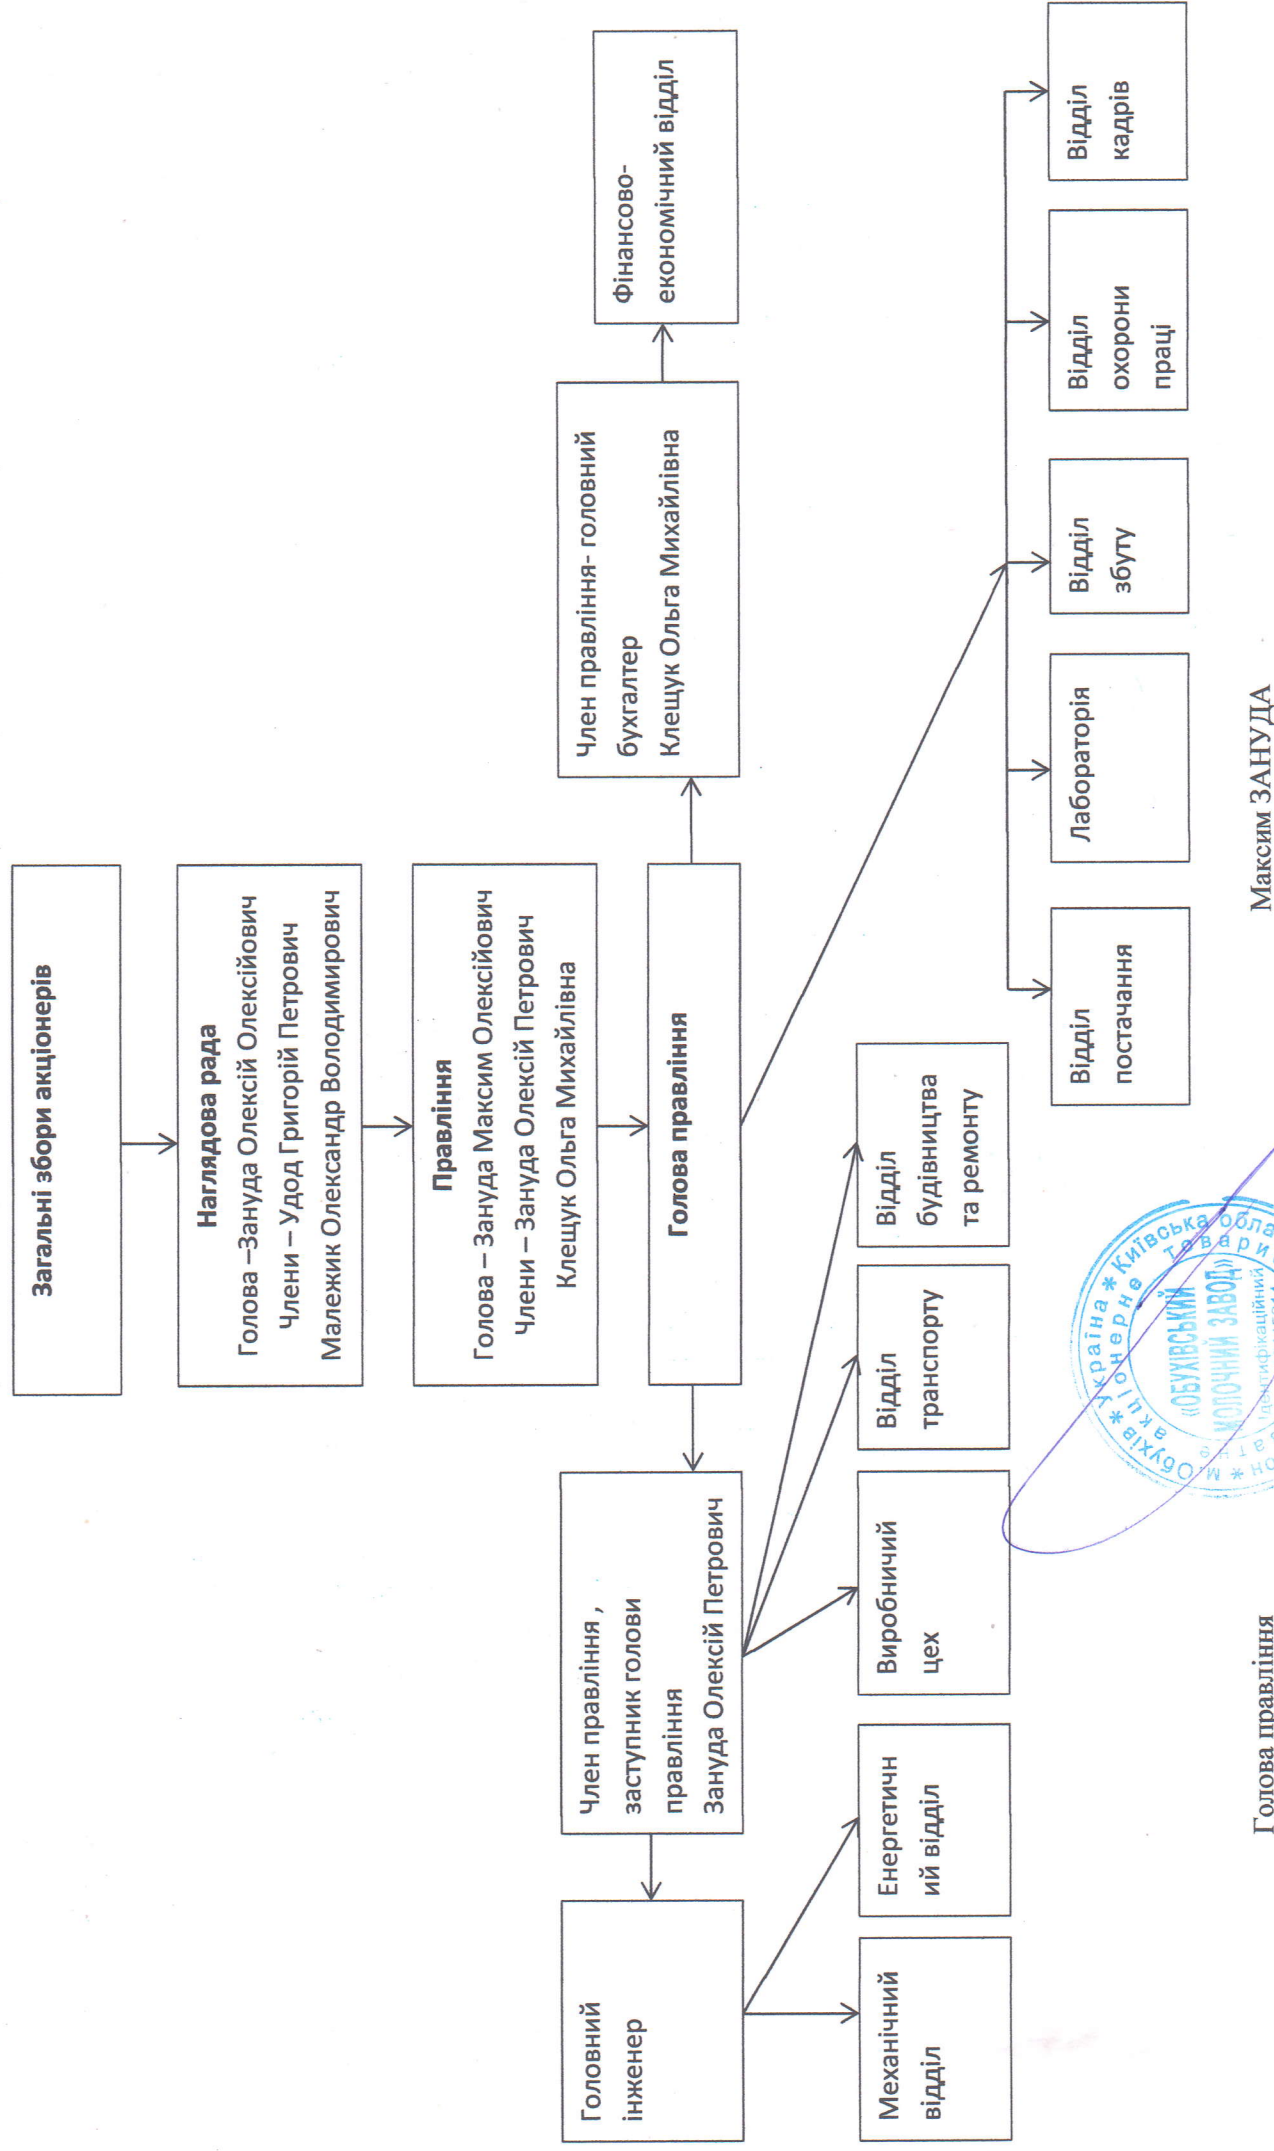 Загальні збори акціонерів
Наглядова рада
Голова –Зануда Олексій Олексійович
Члени – Удод Григорій Петрович
Малежик Олександр Володимирович
Правління
Голова – Зануда Максим Олексійович
Члени – Зануда Олексій Петрович
Клещук Ольга Михайлівна
Голова правління
Член правління- головний
бухгалтер
Клещук Ольга Михайлівна
Фінансово-
економічний відділ
Член правління ,
заступник голови
правління
Зануда Олексій Петрович
Головний
інженер
Механічний
відділ
Енергетичн
ий відділ
Виробничий
цех
Відділ
транспорту
Відділ
будівництва
та ремонту
Відділ
постачання
Лабораторія
Відділ
збуту
Відділ
охорони
праці
Відділ
кадрів
Голова правління
Максим ЗАНУДА
м.Обухів * Україна * Київська
акціонерне
«ОБУХІВСЬКИЙ
МОЛОЧНИЙ ЗАВОД»
Ідентифікаційний